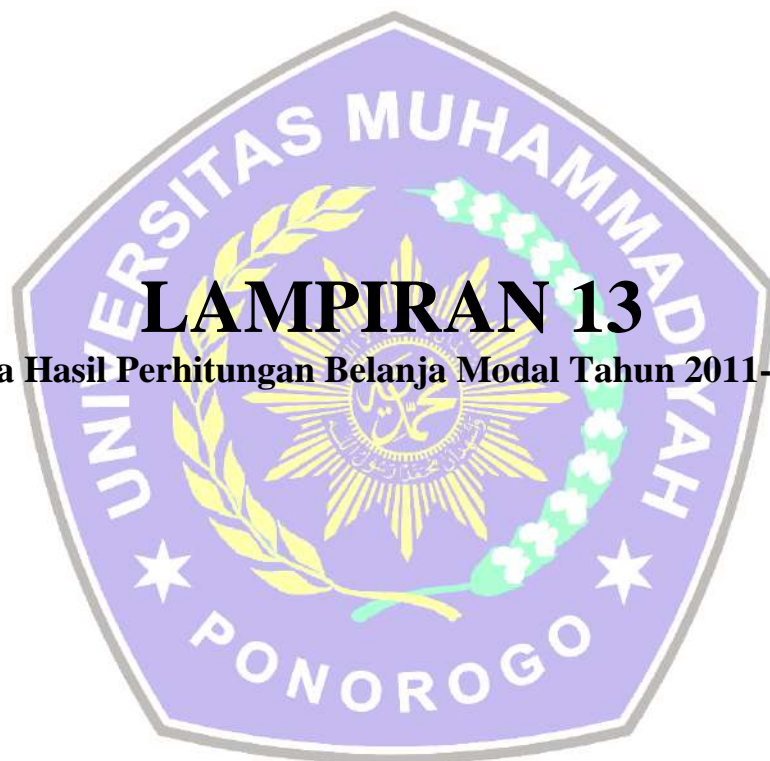 LAMPIRAN 13
a Hasil Perhitungan Belanja Modal Tahun 2011-
UNIVERSITAS MUHAMMADIYAH
PONOROGO